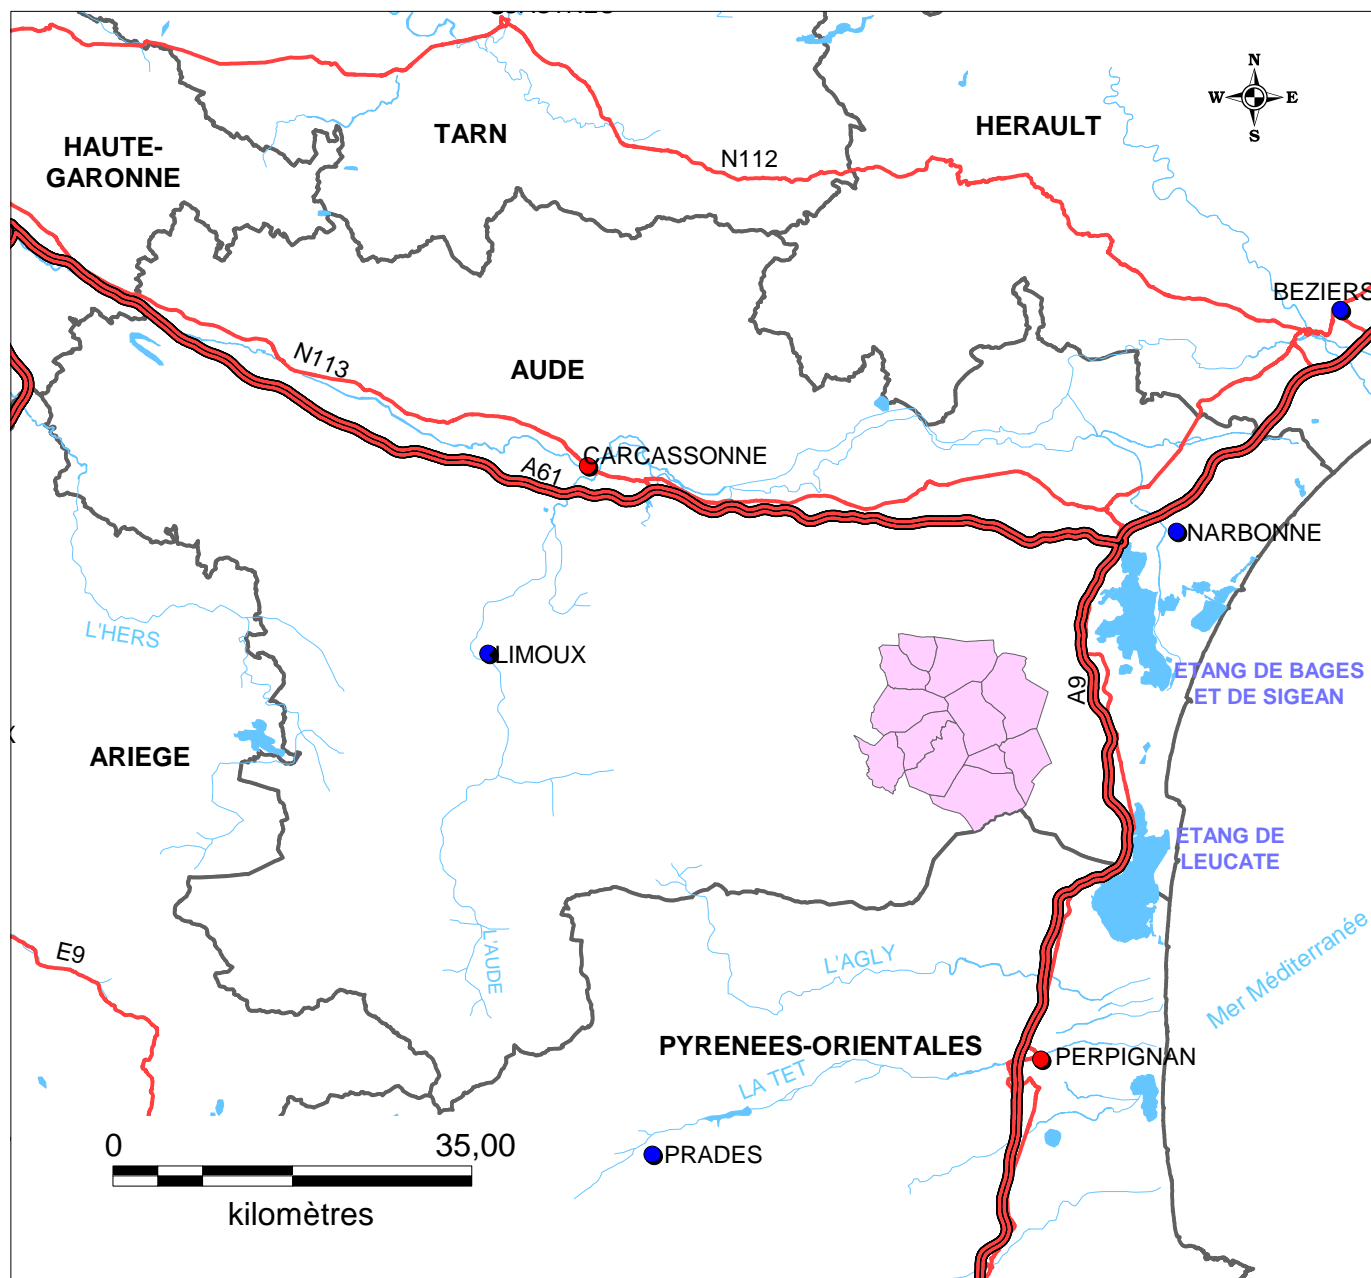 N
W
E
S
HAUTE-
GARONNE
TARN
HERAULT
N112
BEZIERS
N113
AUDE
CARCASSONNE
A61
NARBONNE
L'HERS
LIMOUX
ETANG DE BAGES
ET DE SIGEAN
A9
ARIEGE
ETANG DE
LEUCATE
E9
L'AUDE
L'AGLY
Mer Méditerranée
PYRENEES-ORIENTALES
PERPIGNAN
LA TET
PRADES
0
35,00
kilomètres